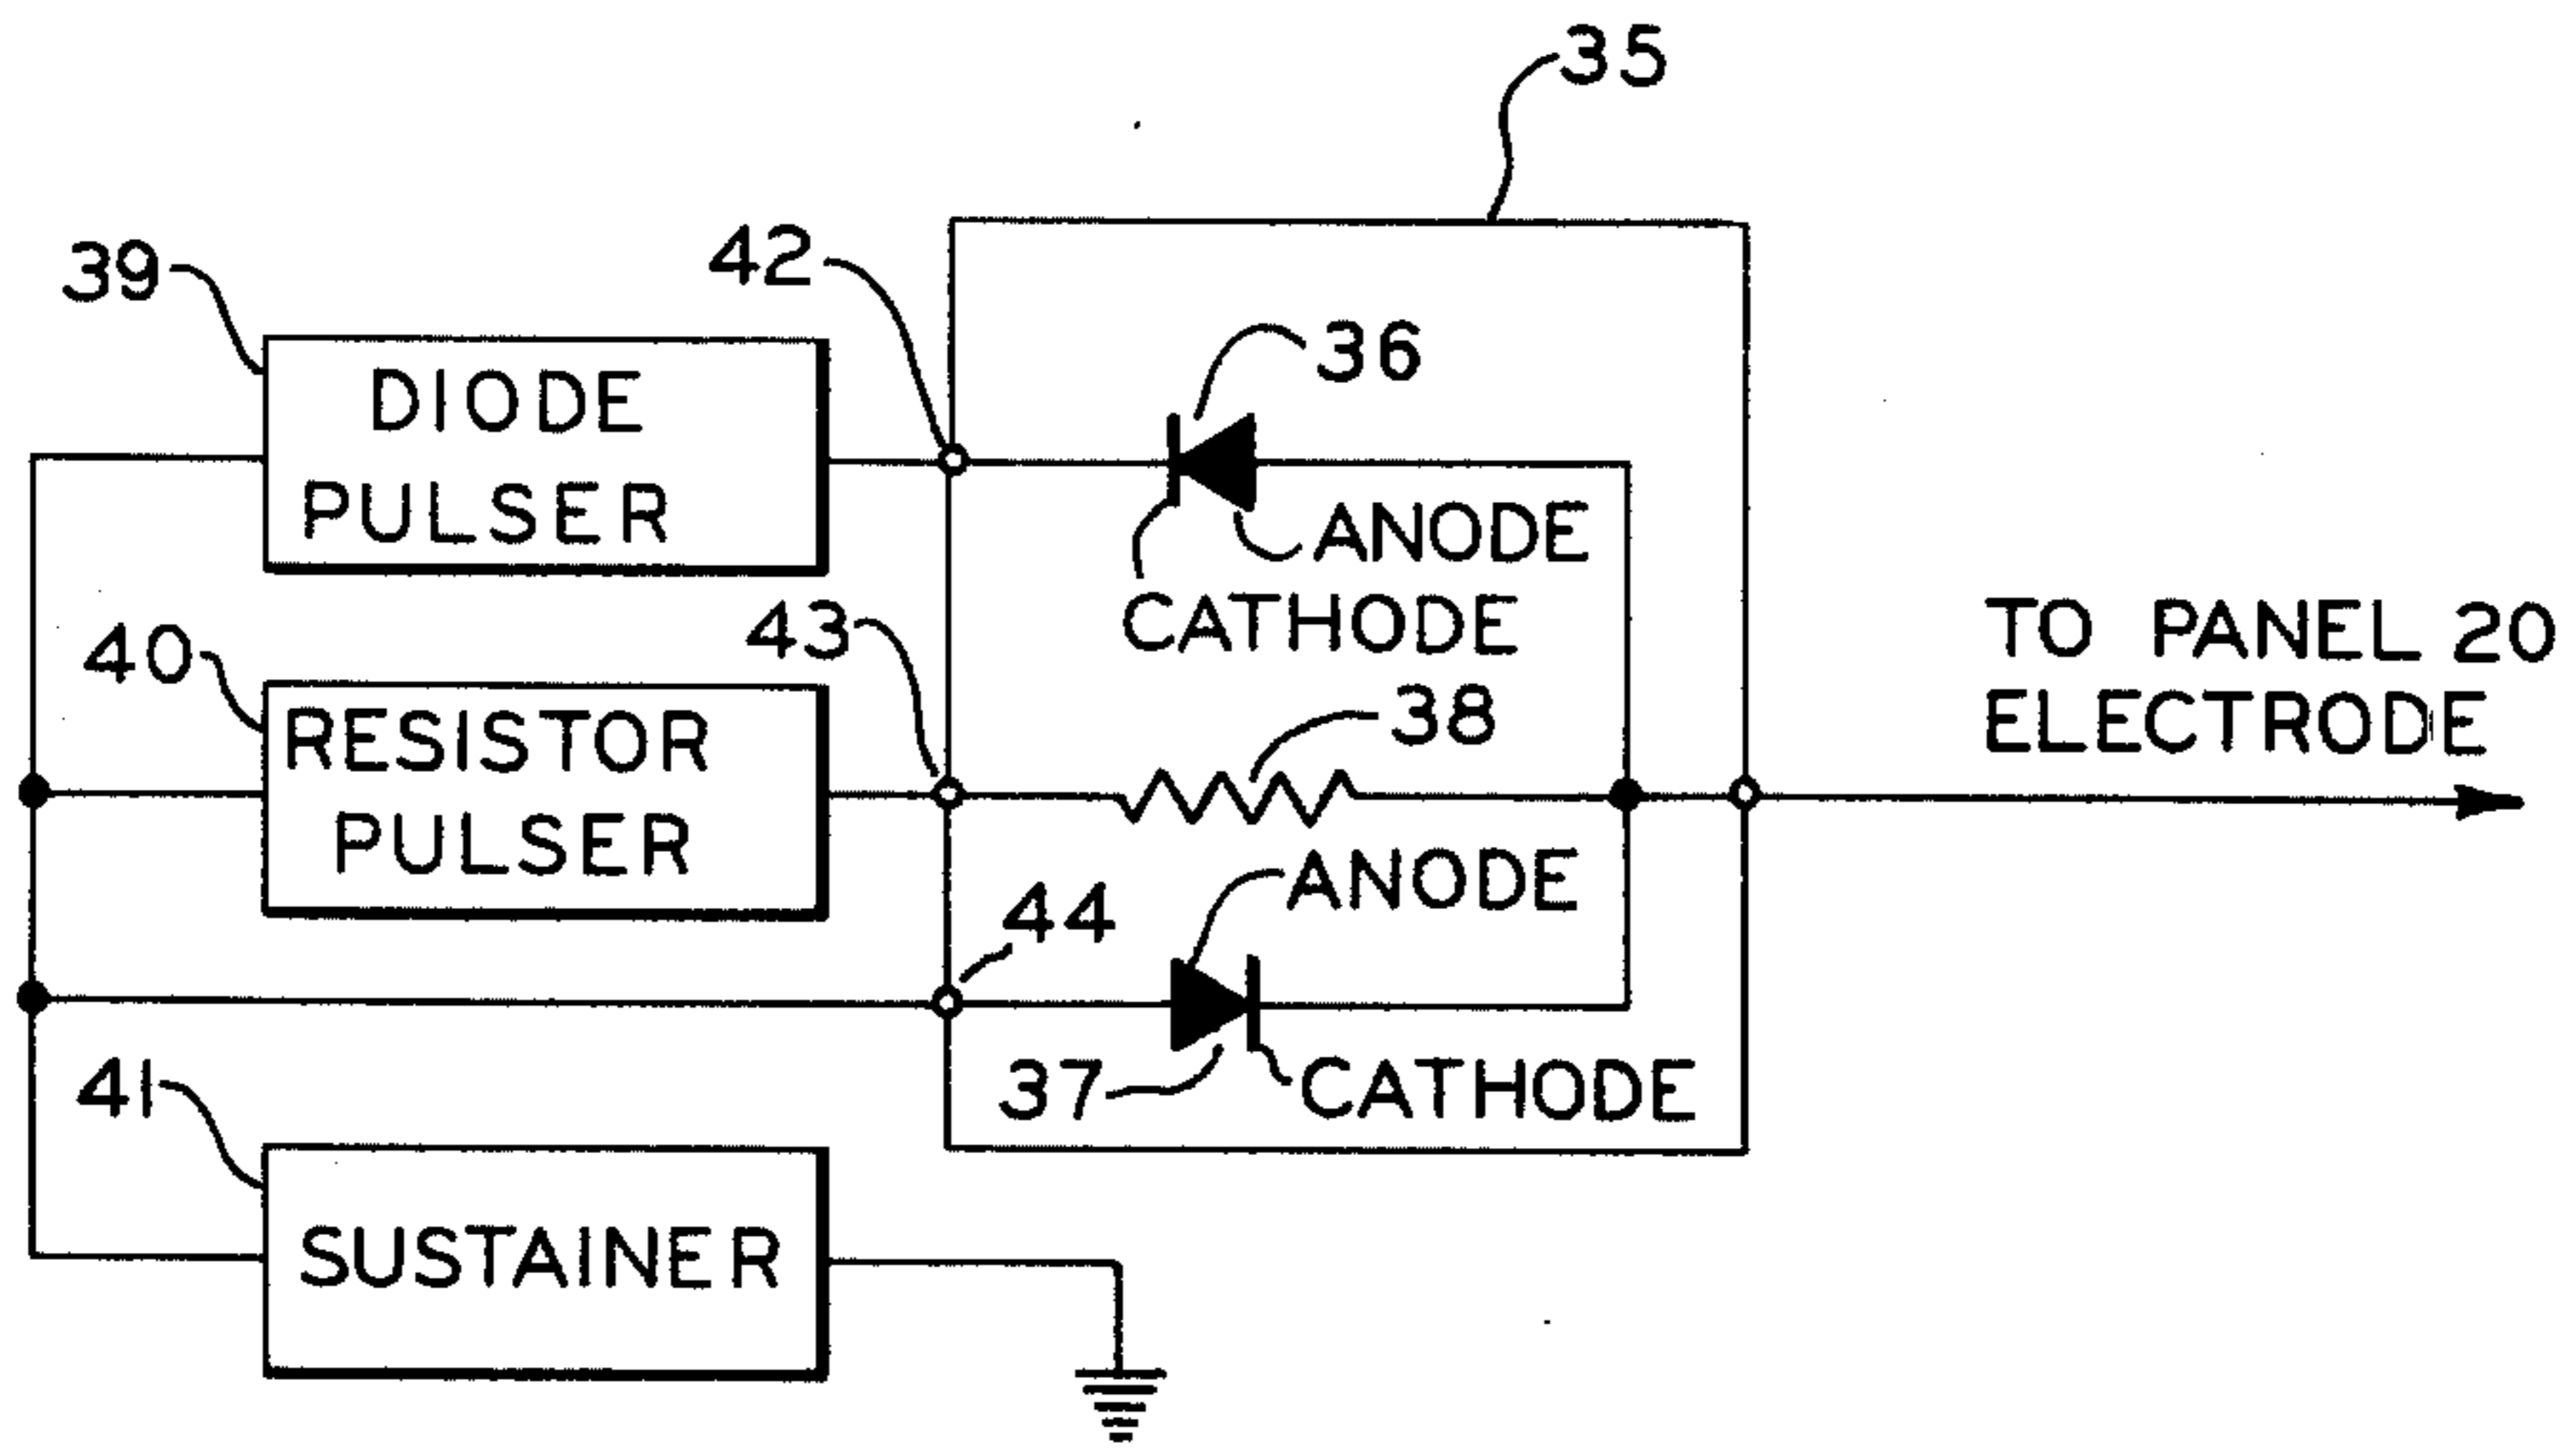 35
39
42
DIODE
PULSER
36
ANODE
CATHODE
40
43
RESISTOR
PULSER
38
TO PANEL 20
ELECTRODE
ANODE
44
37
CATHODE
41
SUSTAINER